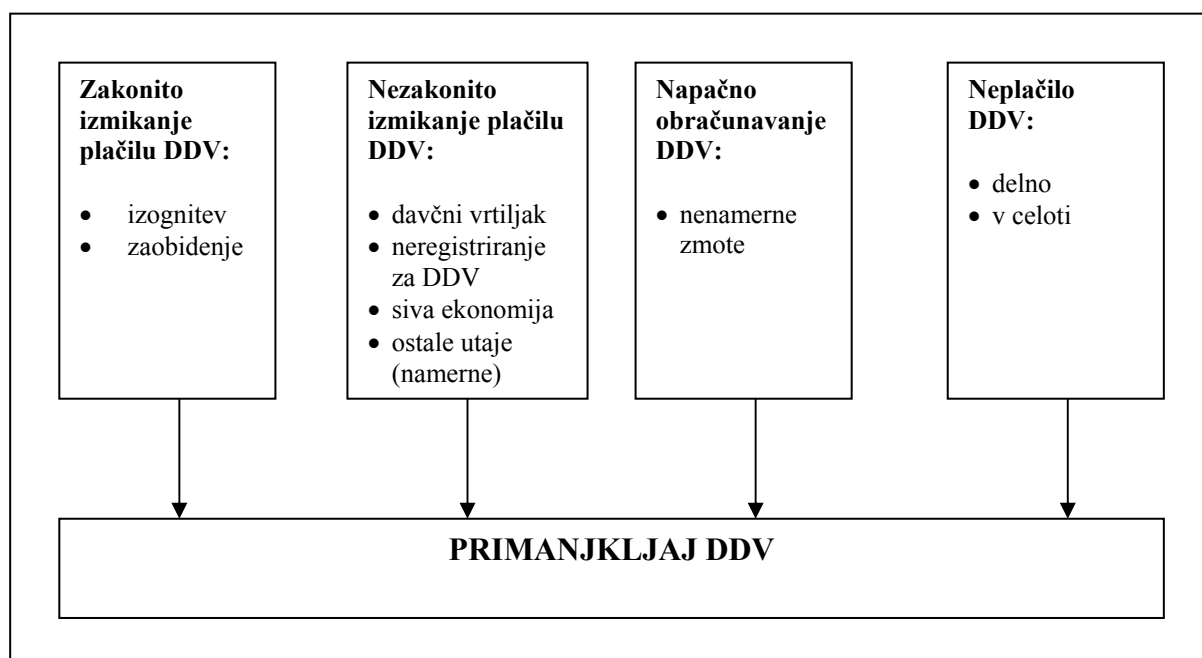 Zakonito
izmikanje
plačilu DDV:
• izognitev
• zaobidenje
Nezakonito
izmikanje plačilu
DDV:
• davčni vrtiljak
• neregistriranje
za DDV
• siva ekonomija
• ostale utaje
(namerne)
Napačno
obračunavanje
DDV:
• nenamerne
zmote
Neplačilo
DDV:
• delno
• v celoti
PRIMANJKLJAJ DDV